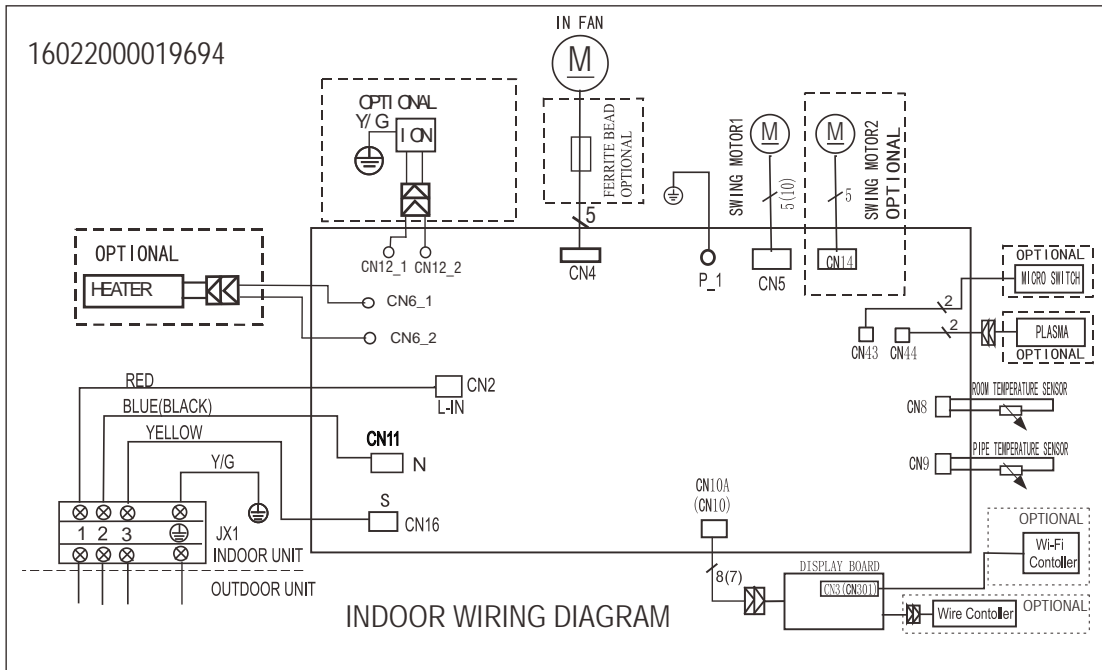 IN FAN
16022000019694
M
OPTIONAL
Y/G
ION
FERRITE BEAD
OPTIONAL
SWING MOTOR1
M
5(10)
M
5
SWING MOTOR2
OPTIONAL
5
CN12_1
CN12_2
CN4
P_1
CN5
CN14
OPTIONAL
HEATER
CN6_1
CN6_2
OPTIONAL
MICRO SWITCH
2
2
PLASMA
OPTIONAL
CN43
CN44
RED
CN2
L-IN
BLUE(BLACK)
YELLOW
CN11
N
Y/G
S
CN16
CN8
ROOM TEMPERATURE SENSOR
CN9
PIPE TEMPERATURE SENSOR
1 2 3
JX1
INDOOR UNIT
OUTDOOR UNIT
CN10A
(CN10)
8(7)
DISPLAY BOARD
CN3(CN301)
OPTIONAL
Wi-Fi
Contoller
Wire Contoller
OPTIONAL
INDOOR WIRING DIAGRAM